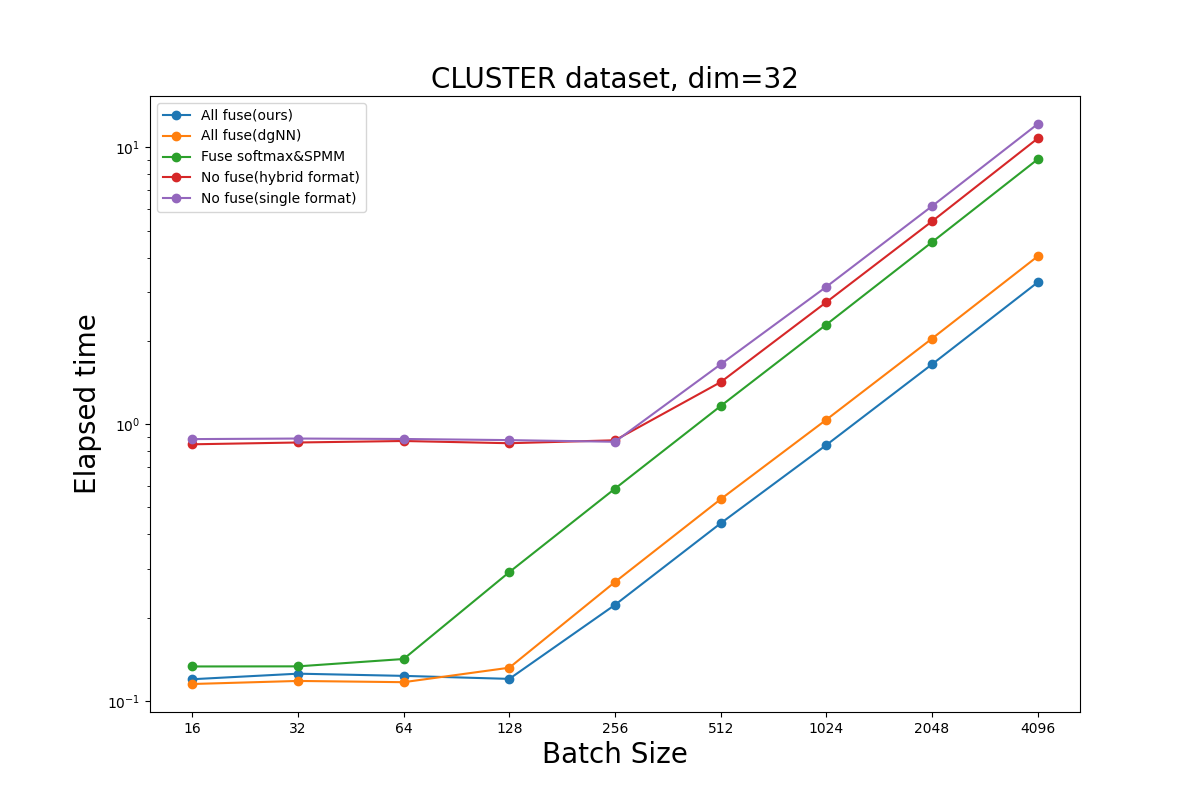 CLUSTER dataset, dim=32
All fuse(ours)
All fuse(dgNN)
Fuse softmax&SPMM
No fuse(hybrid format)
No fuse(single format)
Elapsed time
10¹
10⁰
10⁻¹
16 32 64 128 256 512 1024 2048 4096
Batch Size